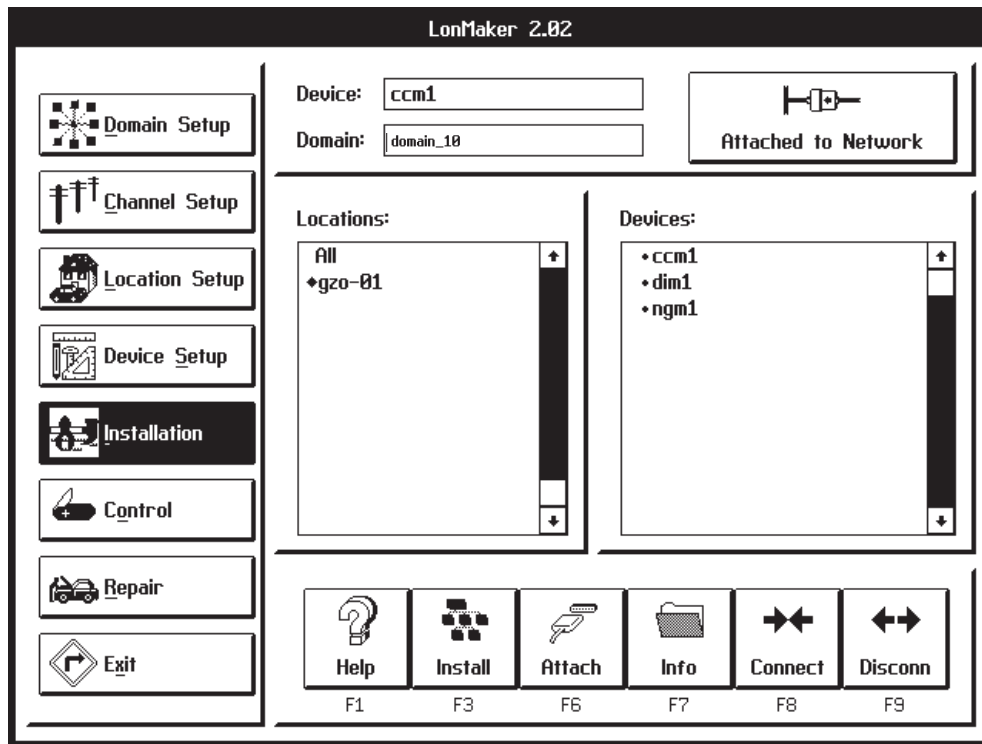 LonMaker 2.02
Domain Setup
Channel Setup
Location Setup
Device Setup
Installation
Control
Repair
Exit
Device: ccm1
Domain: domain_10
Attached to Network
Locations:
All
gzo-01
Devices:
ccm1
dim1
ngm1
Help Install Attach Info Connect Disconn
F1 F3 F6 F7 F8 F9